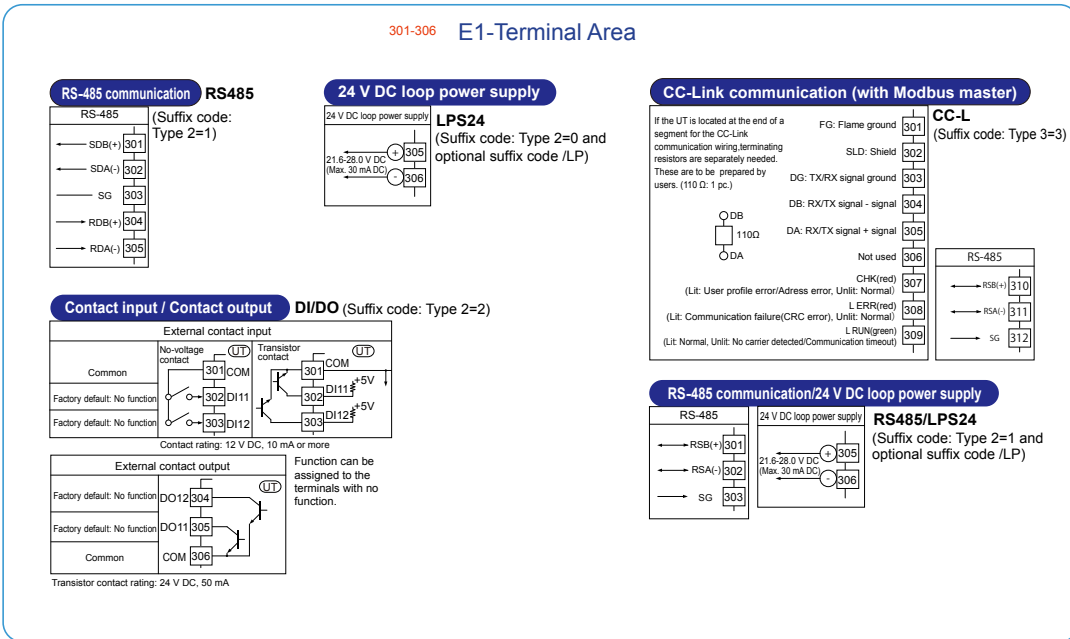 301-306 E1-Terminal Area
RS-485 communication RS485
(Suffix code:
Type 2=1)
RS-485
SDB(+) 301
SDA(-) 302
SG 303
RDB(+) 304
RDA(-) 305
24 V DC loop power supply
24 V DC loop power supply
LPS24
(Suffix code: Type 2=0 and
optional suffix code /LP)
21.6-28.0 V DC
(Max. 30 mA DC)
+ 305
- 306
CC-Link communication (with Modbus master)
CC-L
(Suffix code: Type 3=3)
If the UT is located at the end of a
segment for the CC-Link
communication wiring,terminating
resistors are separately needed.
These are to be prepared by
users. (110 Ω: 1 pc.)
DB
110Ω
DA
FG: Flame ground 301
SLD: Shield 302
DG: TX/RX signal ground 303
DB: RX/TX signal - signal 304
DA: RX/TX signal + signal 305
Not used 306
CHK(red)
(Lit: User profile error/Adress error, Unlit: Normal) 307
L ERR(red)
(Lit: Communication failure(CRC error), Unlit: Normal) 308
L RUN(green)
(Lit: Normal, Unlit: No carrier detected/Communication timeout) 309
RS-485
RSB(+) 310
RSA(-) 311
SG 312
Contact input / Contact output DI/DO (Suffix code: Type 2=2)
External contact input
No-voltage
contact
UT
Transistor
contact
UT
Common
301 COM
301 COM
Factory default: No function
302 DI11
302 DI11 +5V
Factory default: No function
303 DI12
303 DI12 +5V
Contact rating: 12 V DC, 10 mA or more
External contact output
UT
Factory default: No function DO12 304
Factory default: No function DO11 305
Common COM 306
Function can be
assigned to the
terminals with no
function.
Transistor contact rating: 24 V DC, 50 mA
RS-485 communication/24 V DC loop power supply
RS-485
RSB(+) 301
RSA(-) 302
SG 303
24 V DC loop power supply
21.6-28.0 V DC
(Max. 30 mA DC)
+ 305
- 306
RS485/LPS24
(Suffix code: Type 2=1 and
optional suffix code /LP)